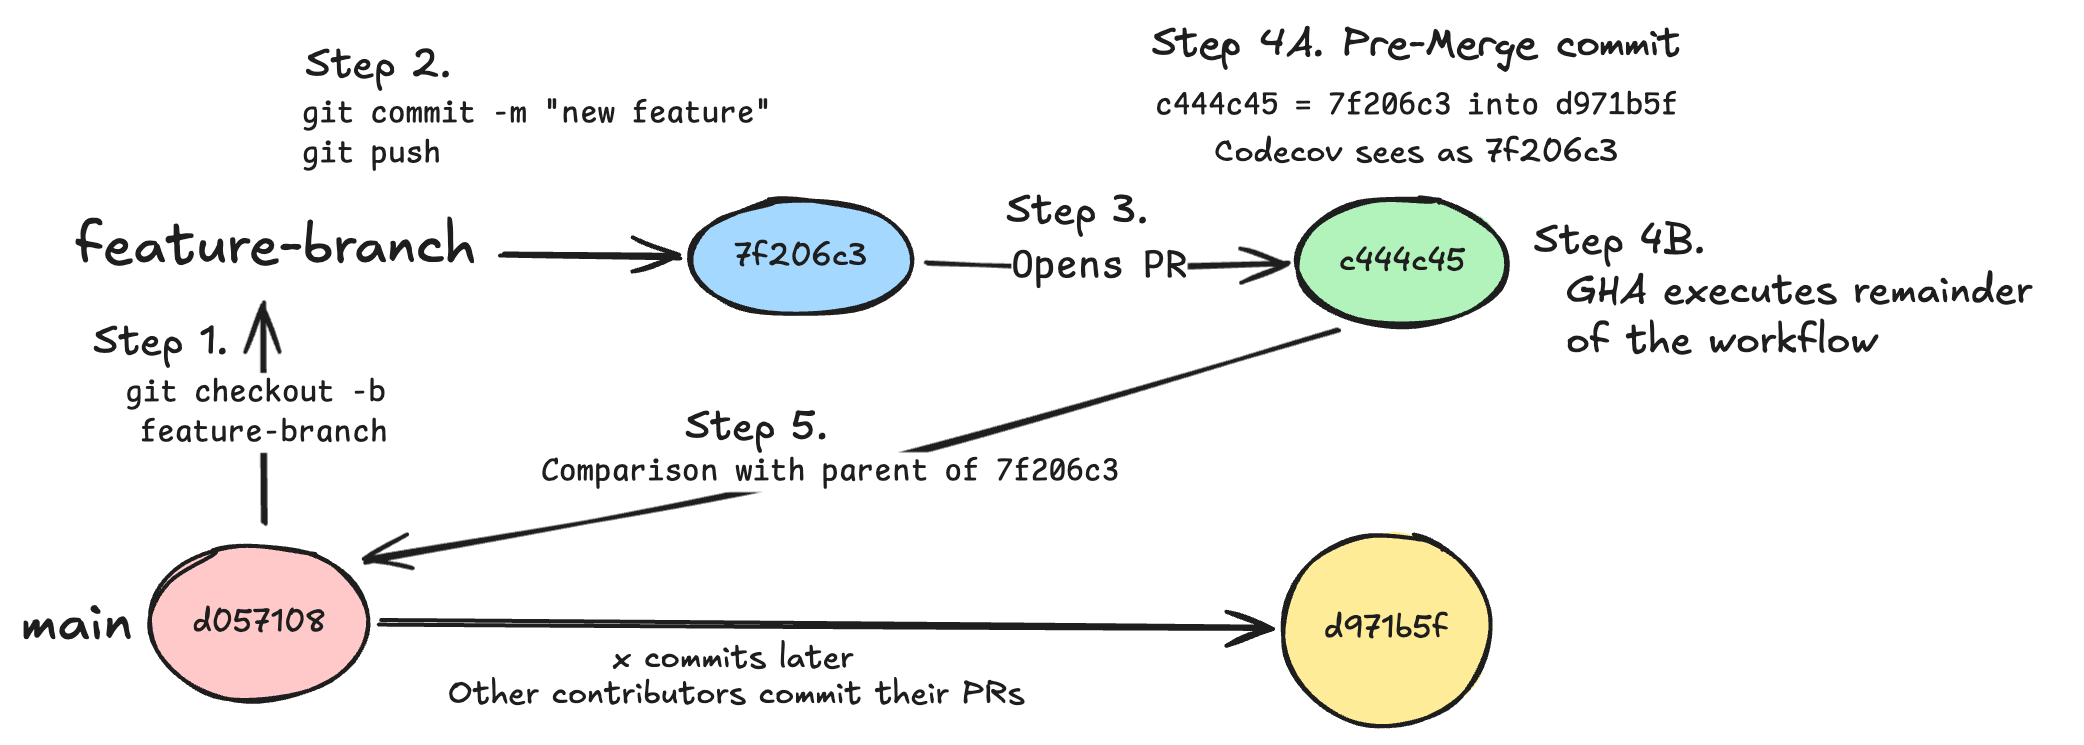 Step 2.
git commit -m "new feature"
git push
Step 4A. Pre-Merge commit
c444c45 = 7f206c3 into d971b5f
Codecov sees as 7f206c3
feature-branch
7f206c3
Step 3.
Opens PR
c444c45
Step 4B.
GHA executes remainder
of the workflow
Step 1.
git checkout -b
feature-branch
Step 5.
Comparison with parent of 7f206c3
main
d057108
x commits later
Other contributors commit their PRs
d971b5f